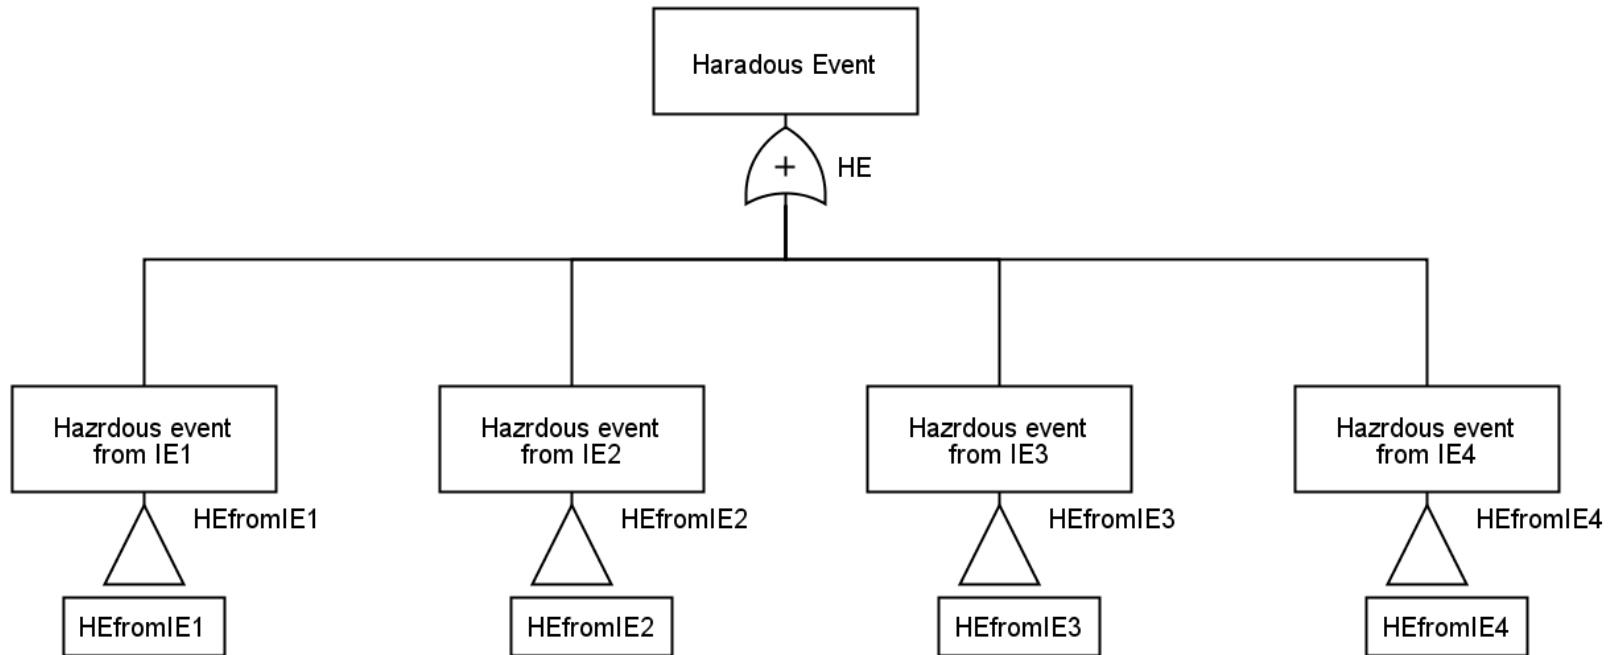 Haradous Event
+
HE
Hazrdous event
from IE1
Hazrdous event
from IE2
Hazrdous event
from IE3
Hazrdous event
from IE4
HEfromIE1
HEfromIE2
HEfromIE3
HEfromIE4
HEfromIE1
HEfromIE2
HEfromIE3
HEfromIE4